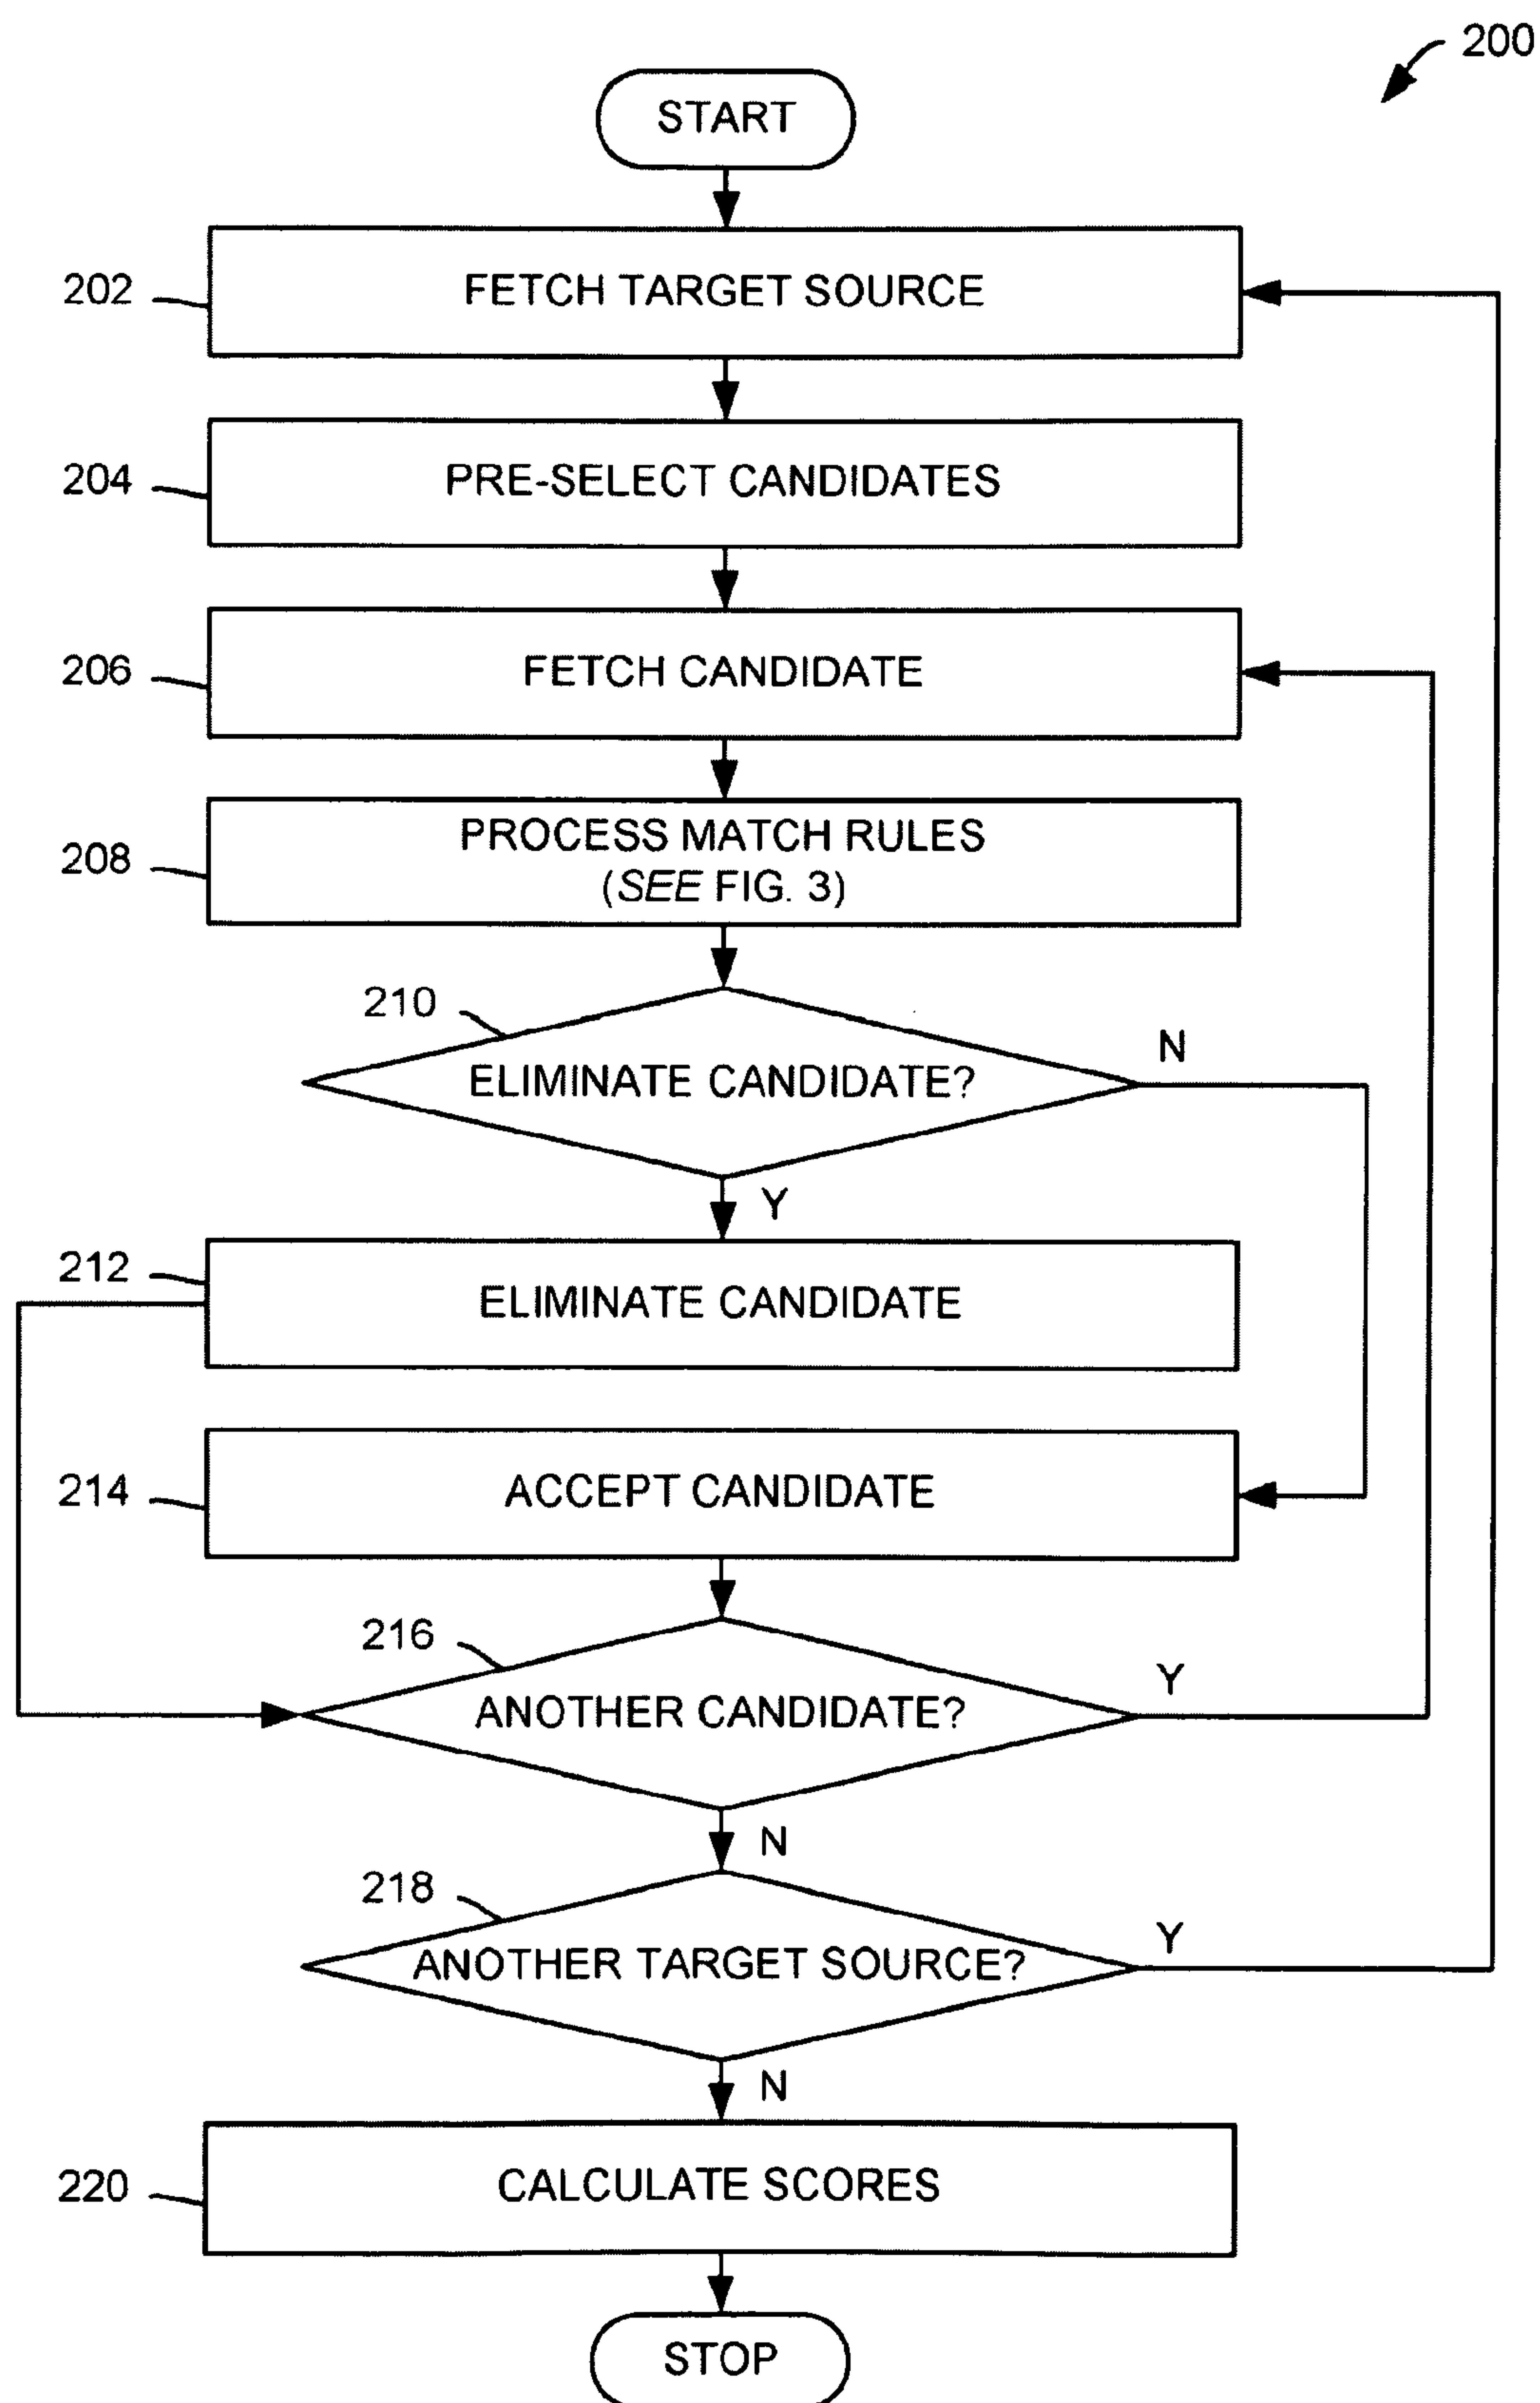 200
START
202
FETCH TARGET SOURCE
204
PRE-SELECT CANDIDATES
206
FETCH CANDIDATE
208
PROCESS MATCH RULES
(SEE FIG. 3)
210
ELIMINATE CANDIDATE?
N
Y
212
ELIMINATE CANDIDATE
214
ACCEPT CANDIDATE
216
ANOTHER CANDIDATE?
Y
N
218
ANOTHER TARGET SOURCE?
Y
N
220
CALCULATE SCORES
STOP